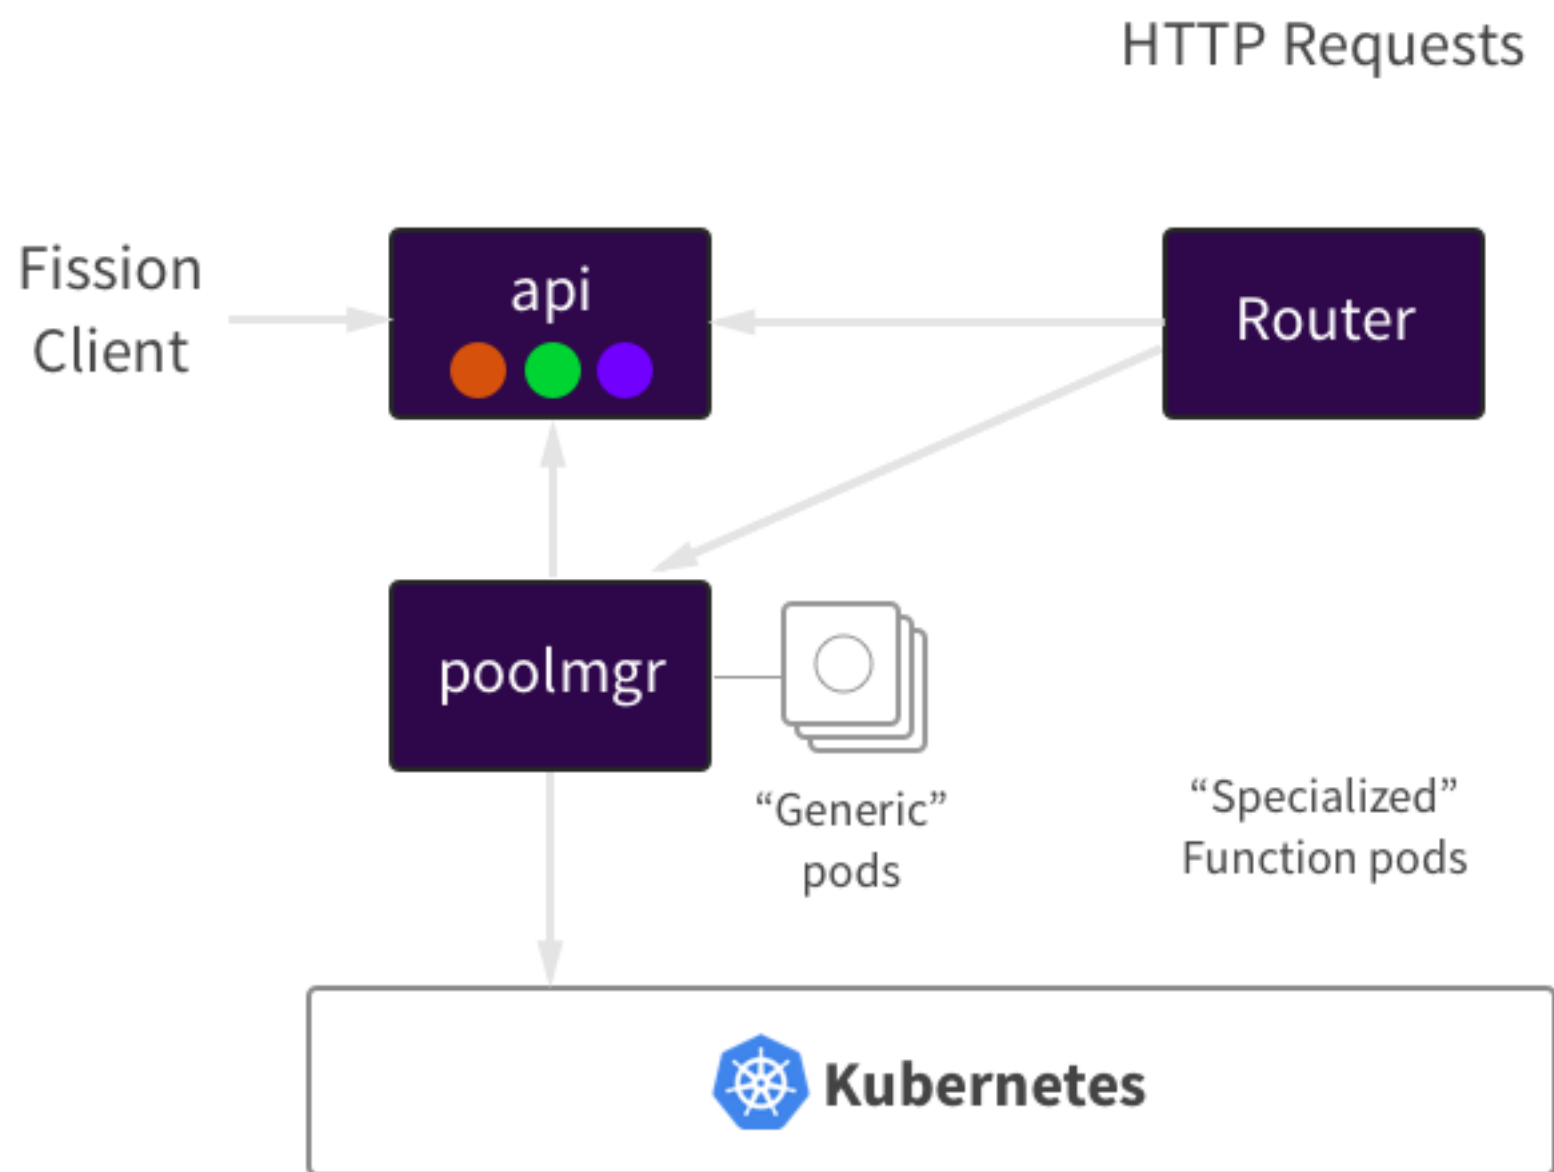 HTTP Requests
Fission
Client
api
Router
poolmgr
“Generic”
pods
“Specialized”
Function pods
Kubernetes